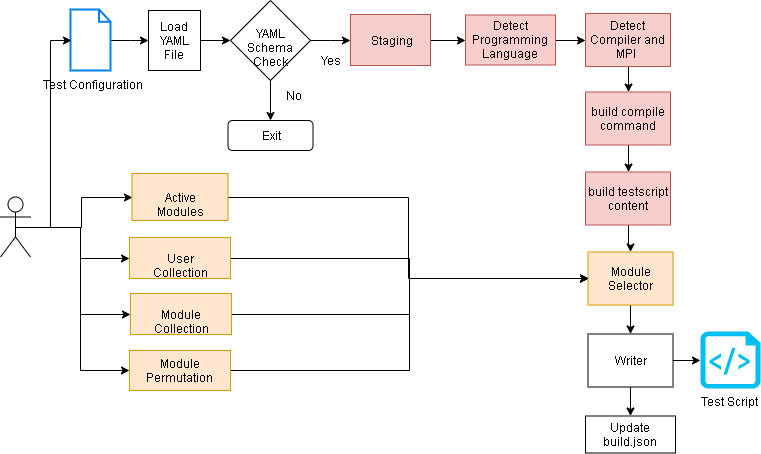 Load
YAML
File
YAML
Schema
Check
Yes
No
Exit
Staging
Detect
Programming
Language
Detect
Compiler and
MPI
Test Configuration
build compile
command
build testscript
content
Active
Modules
User
Collection
Module
Collection
Module
Permutation
Module
Selector
Writer
</>
Test Script
Update
build.json